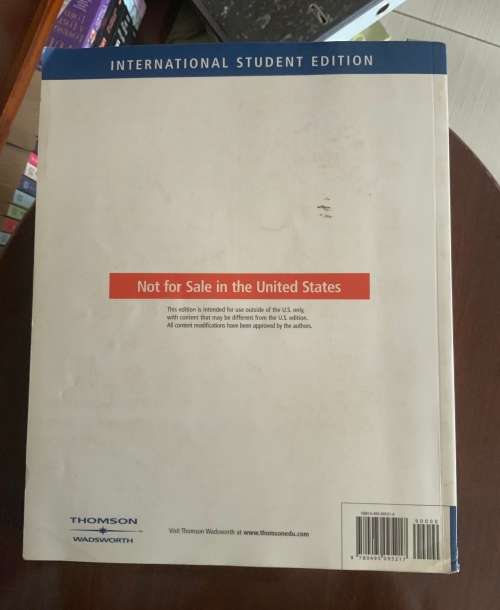 INTERNATIONAL STUDENT EDITION
Not for Sale in the United States
This edition is intended for use outside of the U.S. only,
with content that may be different from the U.S. edition.
All content modifications have been approved by the authors.
THOMSON
WADSWORTH
Visit Thomson Wadsworth at www.thomsonedu.com
90000